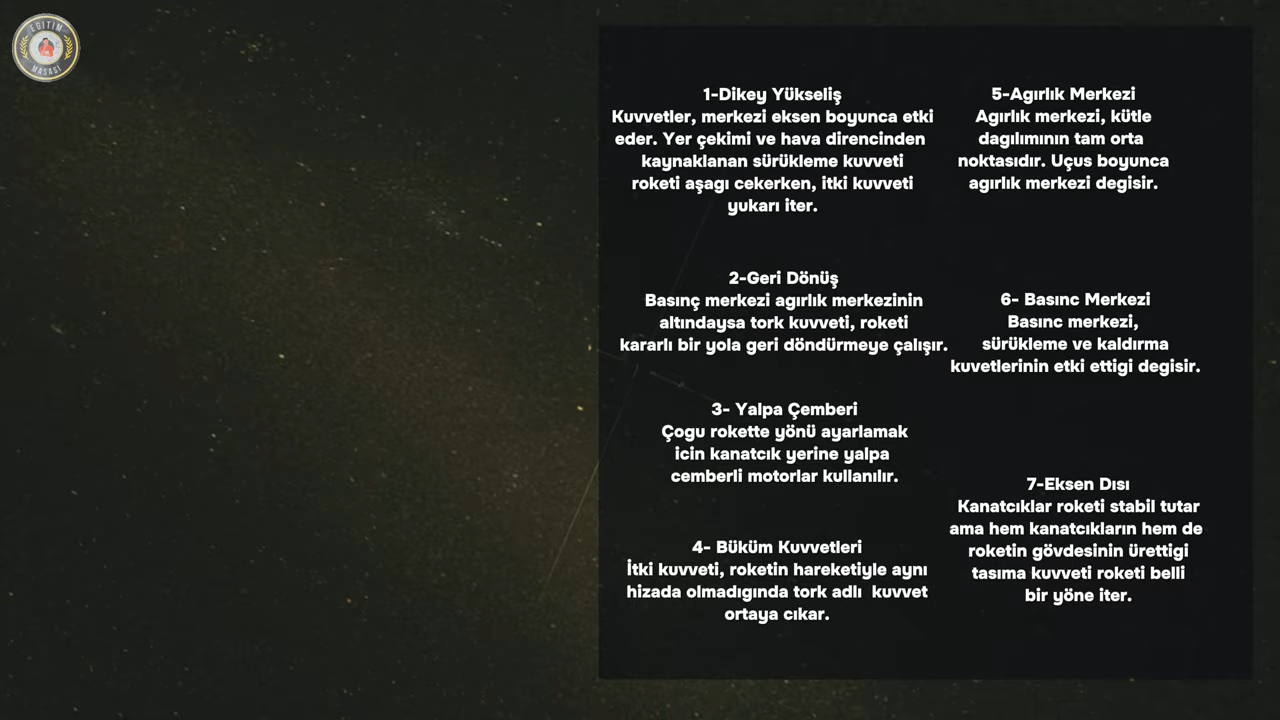 EĞİTİM
MASASI
1-Dikey Yükseliş
Kuvvetler, merkezi eksen boyunca etki
eder. Yer çekimi ve hava direncinden
kaynaklanan sürükleme kuvveti
roketi aşagı cekerken, itki kuvveti
yukarı iter.
2-Geri Dönüş
Basınç merkezi agırlık merkezinin
altındaysa tork kuvveti, roketi
kararlı bir yola geri döndürmeye çalışır.
3- Yalpa Çemberi
Çogu rokette yönü ayarlamak
icin kanatcık yerine yalpa
cemberli motorlar kullanılır.
4- Büküm Kuvvetleri
İtki kuvveti, roketin hareketiyle aynı
hizada olmadıgında tork adlı  kuvvet
ortaya cıkar.
5-Agırlık Merkezi
Agırlık merkezi, kütle
dagılımının tam orta
noktasıdır. Uçus boyunca
agırlık merkezi degisir.
6- Basınc Merkezi
Basınc merkezi,
sürükleme ve kaldırma
kuvetlerinin etki ettigi degisir.
7-Eksen Dısı
Kanatcıklar roketi stabil tutar
ama hem kanatcıkların hem de
roketin gövdesinin ürettigi
tasıma kuvveti roketi belli
bir yöne iter.